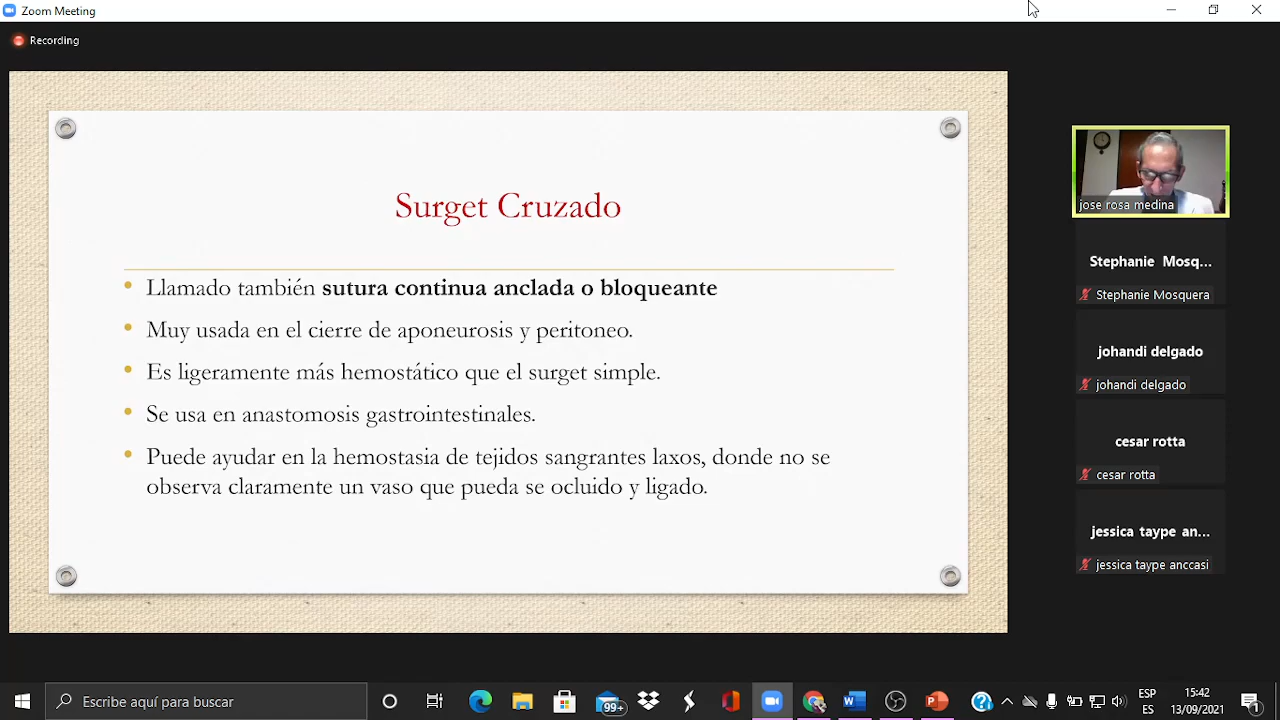 Zoom Meeting
Recording
Surget Cruzado
Llamado también sutura continua anclada o bloqueante
Muy usada en el cierre de aponeurosis y peritoneo.
Es ligeramente más hemostático que el surget simple.
Se usa en anastomosis gastrointestinales.
Puede ayudar en la hemostasia de tejidos sangrantes laxos, donde no se
observa claramente un vaso que pueda se ocluido y ligado.
jose rosa medina
Stephanie Mosq...
Stephanie Mosquera
johandi delgado
johandi delgado
cesar rotta
cesar rotta
jessica taype an...
jessica taype anccasi
Escribe aquí para buscar
99+
ESP
ES
15:42
13/09/2021
1